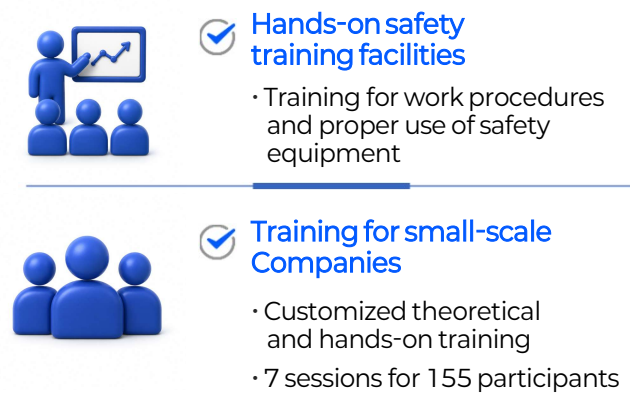 Hands-on safety
training facilities
· Training for work procedures
and proper use of safety
equipment
Training for small-scale
Companies
· Customized theoretical
and hands-on training
· 7 sessions for 155 participants